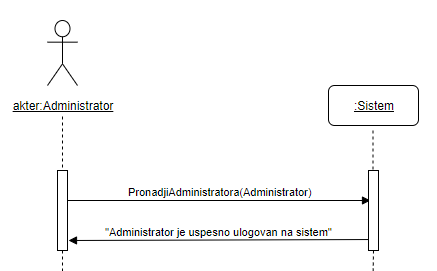 akter:Administrator
:Sistem
PronadjiAdministratora(Administrator)
"Administrator je uspesno ulogovan na sistem"